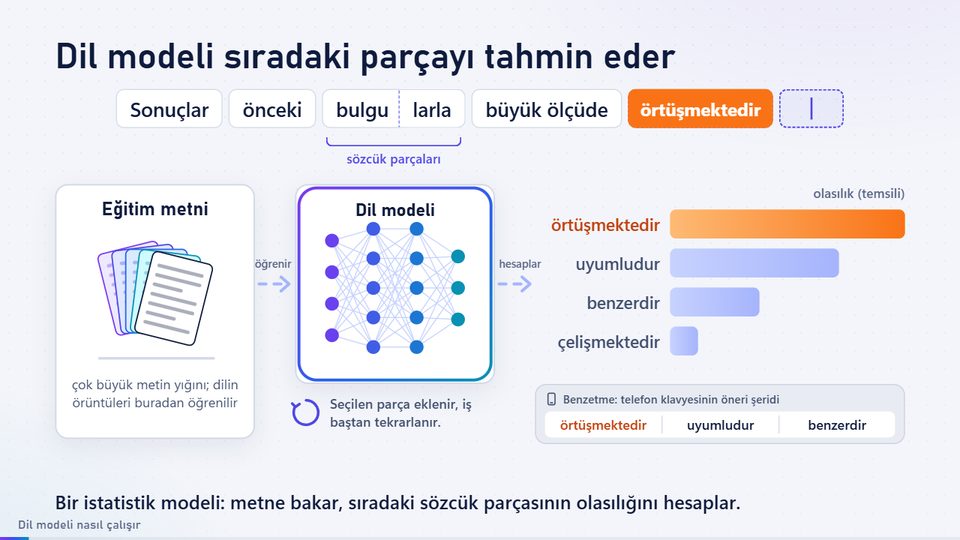 Dil modeli sıradaki parçayı tahmin eder
Sonuçlar önceki bulgu larla büyük ölçüde örtüşmektedir
sözcük parçaları
Eğitim metni
çok büyük metin yığını; dilin
örüntüleri buradan öğrenilir
öğrenir
Dil modeli
Seçilen parça eklenir, iş
baştan tekrarlanır.
hesaplar
olasılık (temsili)
örtüşmektedir
uyumludur
benzerdir
çelişmektedir
Benzetme: telefon klavyesinin öneri şeridi
örtüşmektedir uyumludur benzerdir
Bir istatistik modeli: metne bakar, sıradaki sözcük parçasının olasılığını hesaplar.
Dil modeli nasıl çalışır